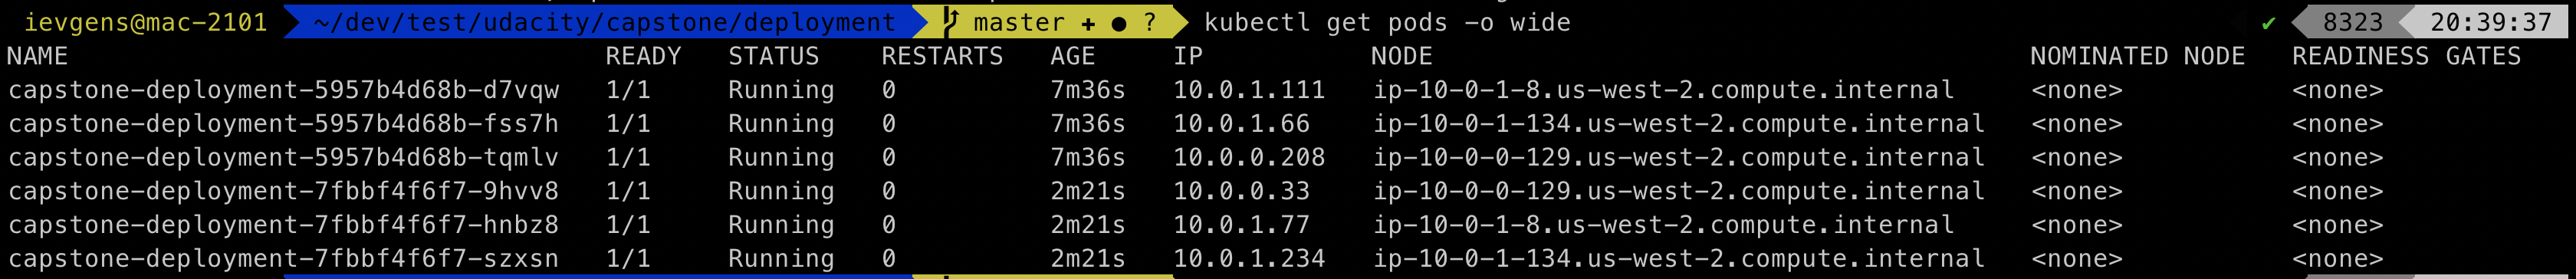 ievgens@mac-2101 ~/dev/test/udacity/capstone/deployment master + ● ? kubectl get pods -o wide ✔ 8323 20:39:37
NAME READY STATUS RESTARTS AGE IP NODE NOMINATED NODE READINESS GATES
capstone-deployment-5957b4d68b-d7vqw 1/1 Running 0 7m36s 10.0.1.111 ip-10-0-1-8.us-west-2.compute.internal <none> <none>
capstone-deployment-5957b4d68b-fss7h 1/1 Running 0 7m36s 10.0.1.66 ip-10-0-1-134.us-west-2.compute.internal <none> <none>
capstone-deployment-5957b4d68b-tqmlv 1/1 Running 0 7m36s 10.0.0.208 ip-10-0-0-129.us-west-2.compute.internal <none> <none>
capstone-deployment-7fbbf4f6f7-9hvv8 1/1 Running 0 2m21s 10.0.0.33 ip-10-0-0-129.us-west-2.compute.internal <none> <none>
capstone-deployment-7fbbf4f6f7-hnbz8 1/1 Running 0 2m21s 10.0.1.77 ip-10-0-1-8.us-west-2.compute.internal <none> <none>
capstone-deployment-7fbbf4f6f7-szxsn 1/1 Running 0 2m21s 10.0.1.234 ip-10-0-1-134.us-west-2.compute.internal <none> <none>